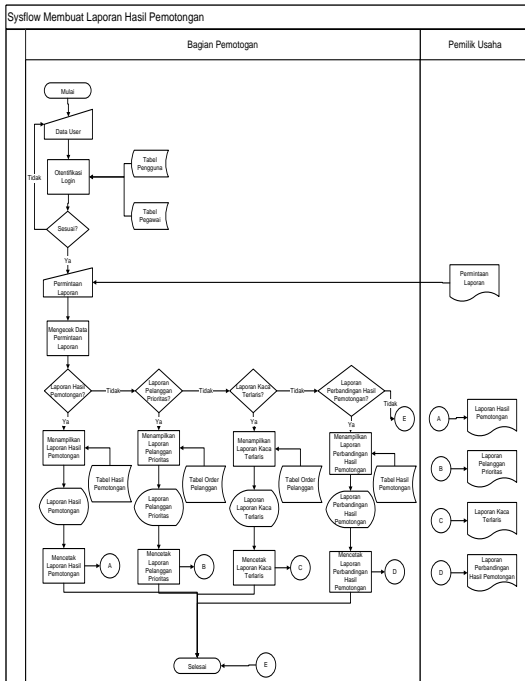 Sysflow Membuat Laporan Hasil Pemotongan
Bagian Pemotogan
Pemilik Usaha
Mulai
Data User
Tidak
Otentifikasi
Login
Tabel
Pengguna
Tabel
Pegawai
Sesuai?
Ya
Permintaan
Laporan
Permintaan
Laporan
Mengecek Data
Permintaan
Laporan
Laporan Hasil
Pemotongan?
Tidak
Laporan
Pelanggan
Prioritas?
Tidak
Laporan Kaca
Terlaris?
Tidak
Laporan
Perbandingan Hasil
Pemotongan?
Tidak
E
Ya
Ya
Ya
Ya
Menampilkan
Laporan Hasil
Pemotongan
Tabel Hasil
Pemotongan
Menampilkan
Laporan
Pelanggan
Prioritas
Tabel Order
Pelanggan
Menampilkan
Laporan Kaca
Terlaris
Tabel Order
Pelanggan
Menampilkan
Laporan
Perbandingan
Hasil
Pemotongan
Tabel Hasil
Pemotongan
Laporan Hasil
Pemotongan
Laporan
Pelanggan
Prioritas
Laporan
Laporan Kaca
Terlaris
Laporan
Perbandingan
Hasil
Pemotongan
Mencetak
Laporan Hasil
Pemotongan
A
Mencetak
Laporan
Pelanggan
Prioritas
B
Mencetak
Laporan Kaca
Terlaris
C
Mencetak
Laporan
Perbandingan
Hasil
Pemotongan
D
Selesai
E
A
Laporan Hasil
Pemotongan
B
Laporan
Pelanggan
Prioritas
C
Laporan Kaca
Terlaris
D
Laporan
Perbandingan
Hasil Pemotongan